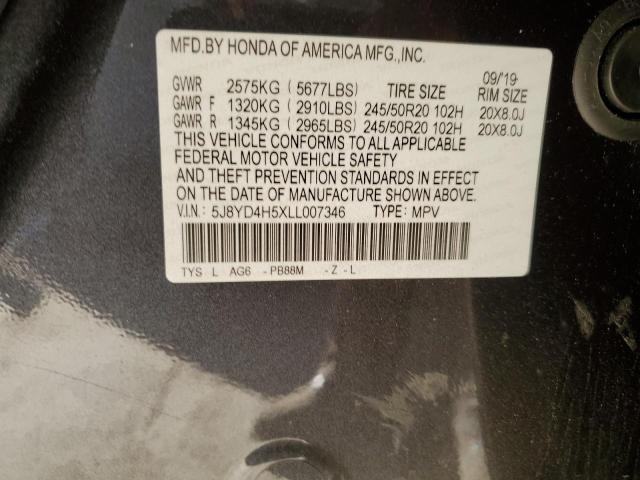 MFD.BY HONDA OF AMERICA MFG.,INC.
09/'19
GVWR 2575KG ( 5677LBS) TIRE SIZE RIM SIZE
GAWR F 1320KG ( 2910LBS) 245/50R20 102H 20X8.0J
GAWR R 1345KG ( 2965LBS) 245/50R20 102H 20X8.0J
THIS VEHICLE CONFORMS TO ALL APPLICABLE
FEDERAL MOTOR VEHICLE SAFETY
AND THEFT PREVENTION STANDARDS IN EFFECT
ON THE DATE OF MANUFACTURE SHOWN ABOVE.
V.I.N.: 5J8YD4H5XLL007346 TYPE: MPV
TYS L AG6 -PB88M -Z -L